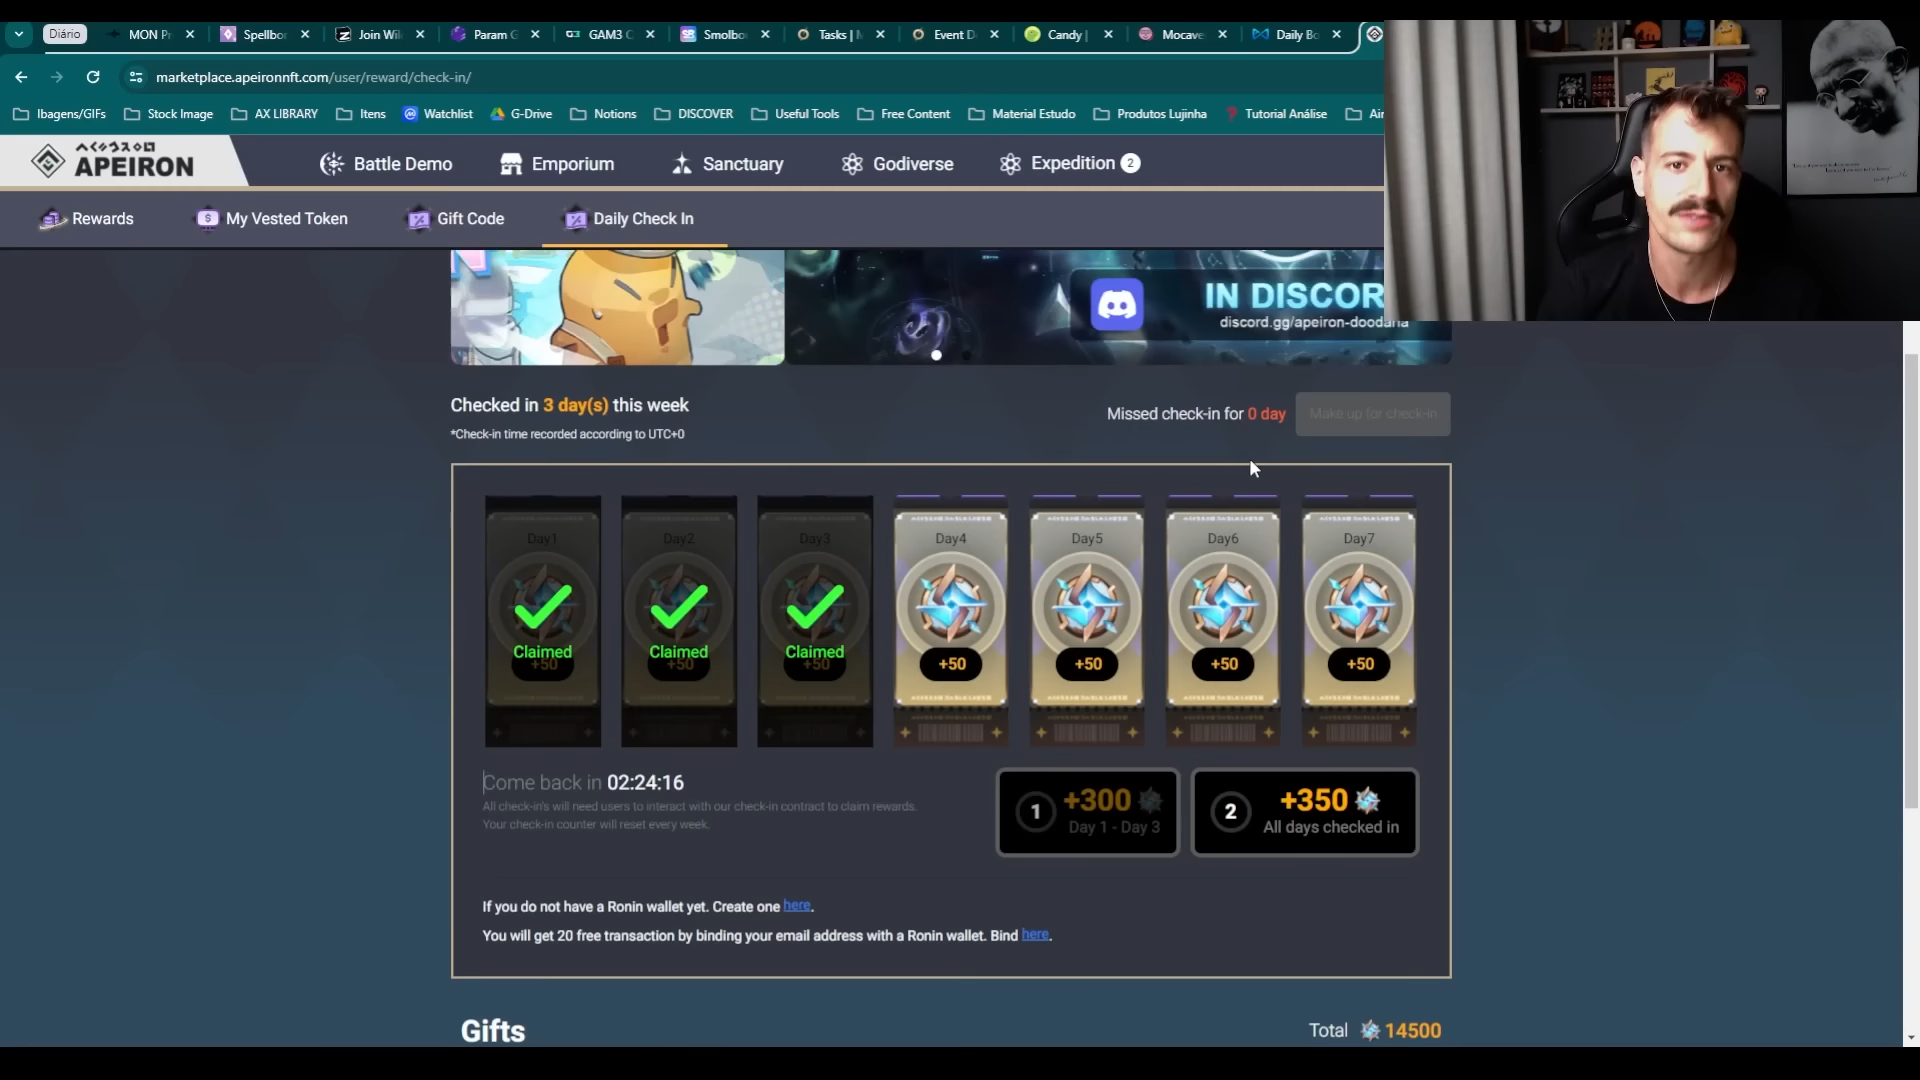 Diário
MON Pr
Spellbor
Join Wil
Param G
GAM3 C
Smolbo
Tasks | M
Event D
Candy |
Mocave
Daily Bo
marketplace.apeironnft.com/user/reward/check-in/
Ibagens/GIFs
Stock Image
AX LIBRARY
Itens
Watchlist
G-Drive
Notions
DISCOVER
Useful Tools
Free Content
Material Estudo
Produtos Lujinha
Tutorial Análise
Air
APEIRON
Battle Demo
Emporium
Sanctuary
Godiverse
Expedition 2
Rewards
My Vested Token
Gift Code
Daily Check In
IN DISCOR
discord.gg/apeiron-doodaria
Checked in 3 day(s) this week
*Check-in time recorded according to UTC+0
Missed check-in for 0 day
Make up for check-in
Day1
Day2
Day3
Day4
Day5
Day6
Day7
Claimed
Claimed
Claimed
+50
+50
+50
+50
+50
+50
+50
Come back in 02:24:16
All check-in's will need users to interact with our check-in contract to claim rewards.
Your check-in counter will reset every week.
1 +300
Day 1 - Day 3
2 +350
All days checked in
If you do not have a Ronin wallet yet. Create one here.
You will get 20 free transaction by binding your email address with a Ronin wallet. Bind here.
Gifts
Total 14500